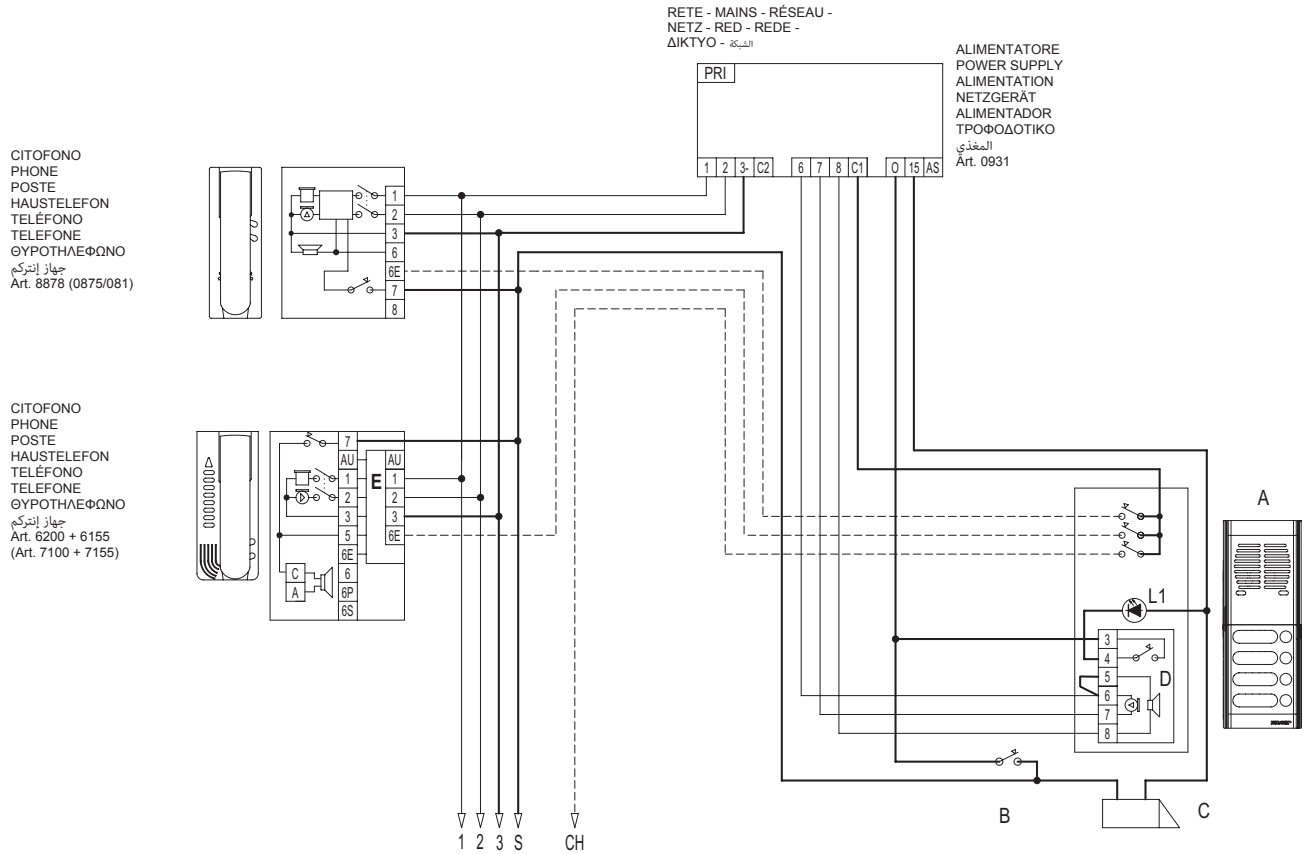 RETE - MAINS - RÉSEAU -
NETZ - RED - REDE -
ΔΙΚΤΥΟ - الشبكة
ALIMENTATORE
POWER SUPPLY
ALIMENTATION
NETZGERÄT
ALIMENTADOR
ΤΡΟΦΟΔΟΤΙΚΟ
المغذي
Art. 0931
PRI
1 2 3- C2 6 7 8 C1 O 15 AS
CITOFONO
PHONE
POSTE
HAUSTELEFON
TELÉFONO
TELEFONE
ΘΥΡΟΤΗΛΕΦΩΝΟ
جهاز إنتركم
Art. 8878 (0875/081)
1
2
3
6
6E
7
8
CITOFONO
PHONE
POSTE
HAUSTELEFON
TELÉFONO
TELEFONE
ΘΥΡΟΤΗΛΕΦΩΝΟ
جهاز إنتركم
Art. 6200 + 6155
(Art. 7100 + 7155)
7
AU
1
2
3
5
6E
6
6P
6S
E
AU
1
2
3
6E
C
A
A
L1
3
4
5
6
7
8
D
B
C
1 2 3 S CH